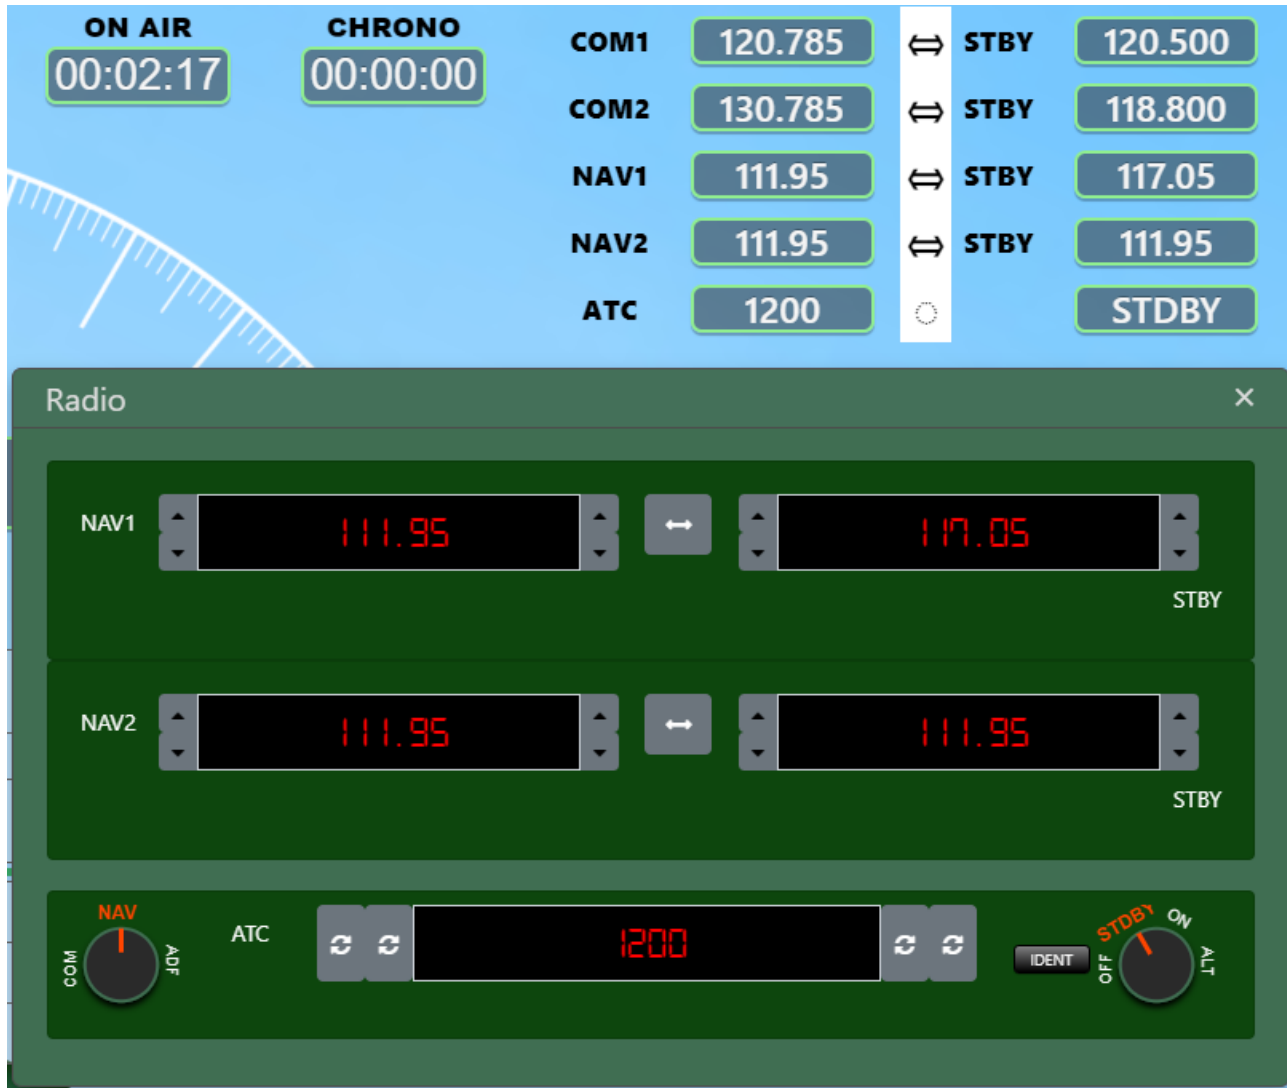 ON AIR CHRONO
00:02:17 00:00:00
COM1 120.785 ⇔ STBY 120.500
COM2 130.785 ⇔ STBY 118.800
NAV1 111.95 ⇔ STBY 117.05
NAV2 111.95 ⇔ STBY 111.95
ATC 1200 STDBY
Radio ×
NAV1 111.95 117.05
STBY
NAV2 111.95 111.95
STBY
COM NAV ADF ATC 1200 IDENT OFF STDBY ON ALT